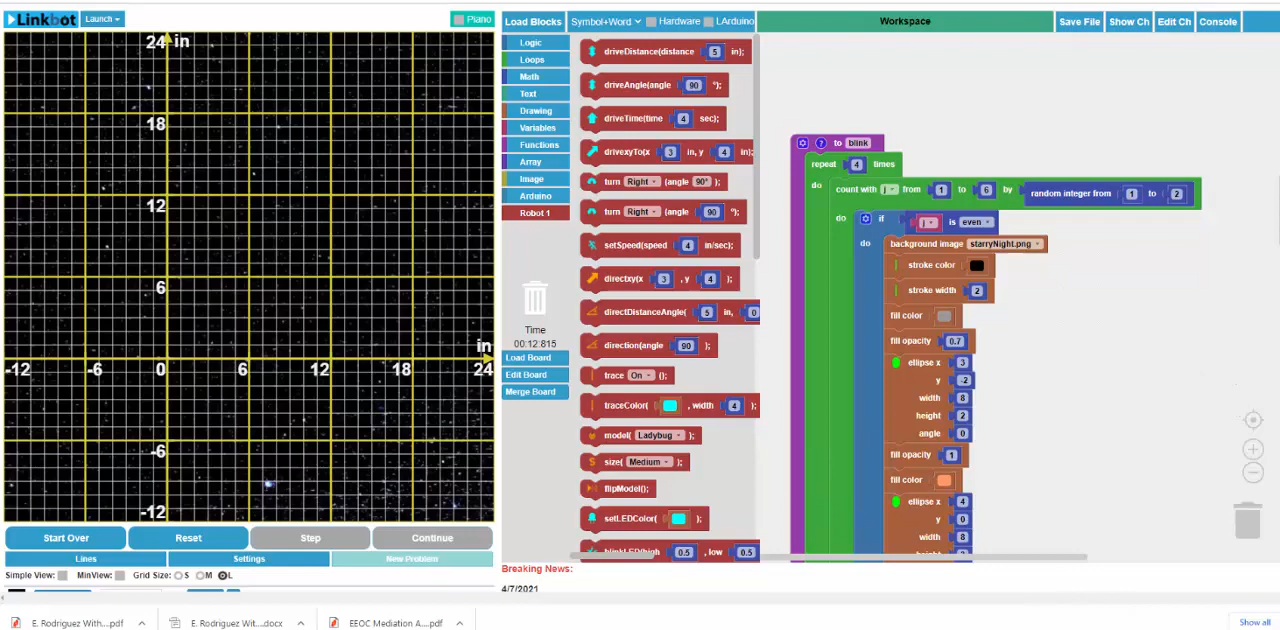 Linkbot Launch Piano Load Blocks Symbol+Word Hardware LArduino Workspace Save File Show Ch Edit Ch Console
24 in
18
12
6
in
-12 -6 0 6 12 18 24
-6
-12
Start Over Reset Step Continue
Lines Settings New Problem
Simple View: MinView: Grid Size: S M L
Logic
Loops
Math
Text
Drawing
Variables
Functions
Array
Image
Arduino
Robot 1
Time
00:12:815
Load Board
Edit Board
Merge Board
driveDistance(distance 5 in);
driveAngle(angle 90 °);
driveTime(time 4 sec);
drivexyTo(x 3 in, y 4 in);
turn Right (angle 90° );
turn Right (angle 90 °);
setSpeed(speed 4 in/sec);
directxy(x 3 , y 4 );
directDistanceAngle( 5 in, 0
direction(angle 90 );
trace On ();
traceColor( , width 4 );
model( Ladybug );
size( Medium );
flipModel();
setLEDColor( );
blinkLED(high 0.5 , low 0.5
to blink
repeat 4 times
do count with j from 1 to 6 by random integer from 1 to 2
do if j is even
do background image starryNight.png
stroke color
stroke width 2
fill color
fill opacity 0.7
ellipse x 3
y -2
width 8
height 2
angle 0
fill opacity 1
fill color
ellipse x 4
y 0
width 8
Breaking News:
4/7/2021
E. Rodriguez With....pdf E. Rodriguez Wit....docx EEOC Mediation A....pdf Show all